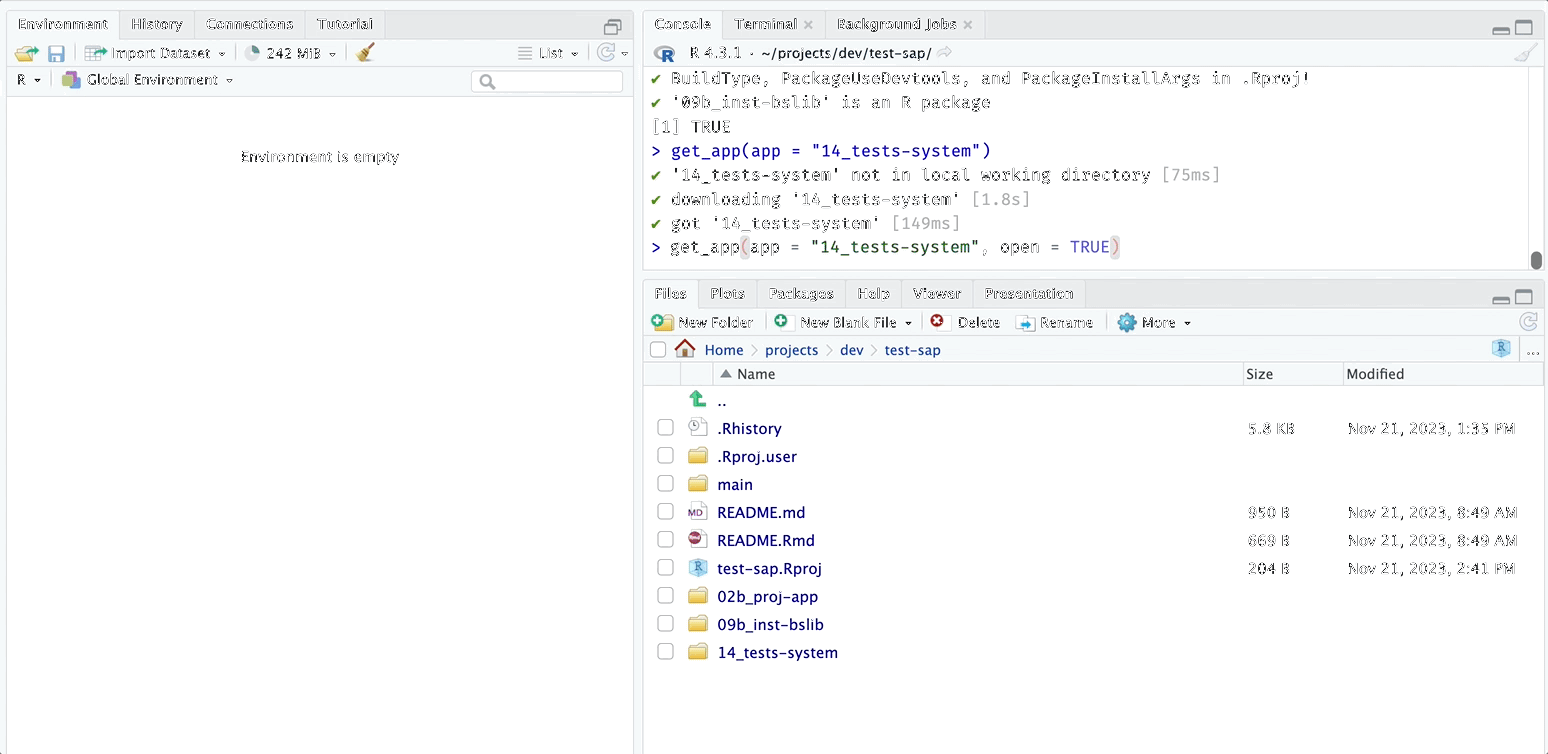 Environment History Connections Tutorial
Import Dataset 242 MiB List
R Global Environment
Environment is empty
Console Terminal Background Jobs
R R 4.3.1 · ~/projects/dev/test-sap/
✔ BuildType, PackageUseDevtools, and PackageInstallArgs in .Rproj!
✔ '09b_inst-bslib' is an R package
[1] TRUE
> get_app(app = "14_tests-system")
✔ '14_tests-system' not in local working directory [75ms]
✔ downloading '14_tests-system' [1.8s]
✔ got '14_tests-system' [149ms]
> get_app(app = "14_tests-system", open = TRUE)
Files Plots Packages Help Viewer Presentation
New Folder New Blank File Delete Rename More
Home projects dev test-sap R ...
Name Size Modified
..
.Rhistory 5.8 KB Nov 21, 2023, 1:35 PM
.Rproj.user
main
MD README.md 950 B Nov 21, 2023, 8:49 AM
Rmd README.Rmd 669 B Nov 21, 2023, 8:49 AM
R test-sap.Rproj 204 B Nov 21, 2023, 2:41 PM
02b_proj-app
09b_inst-bslib
14_tests-system